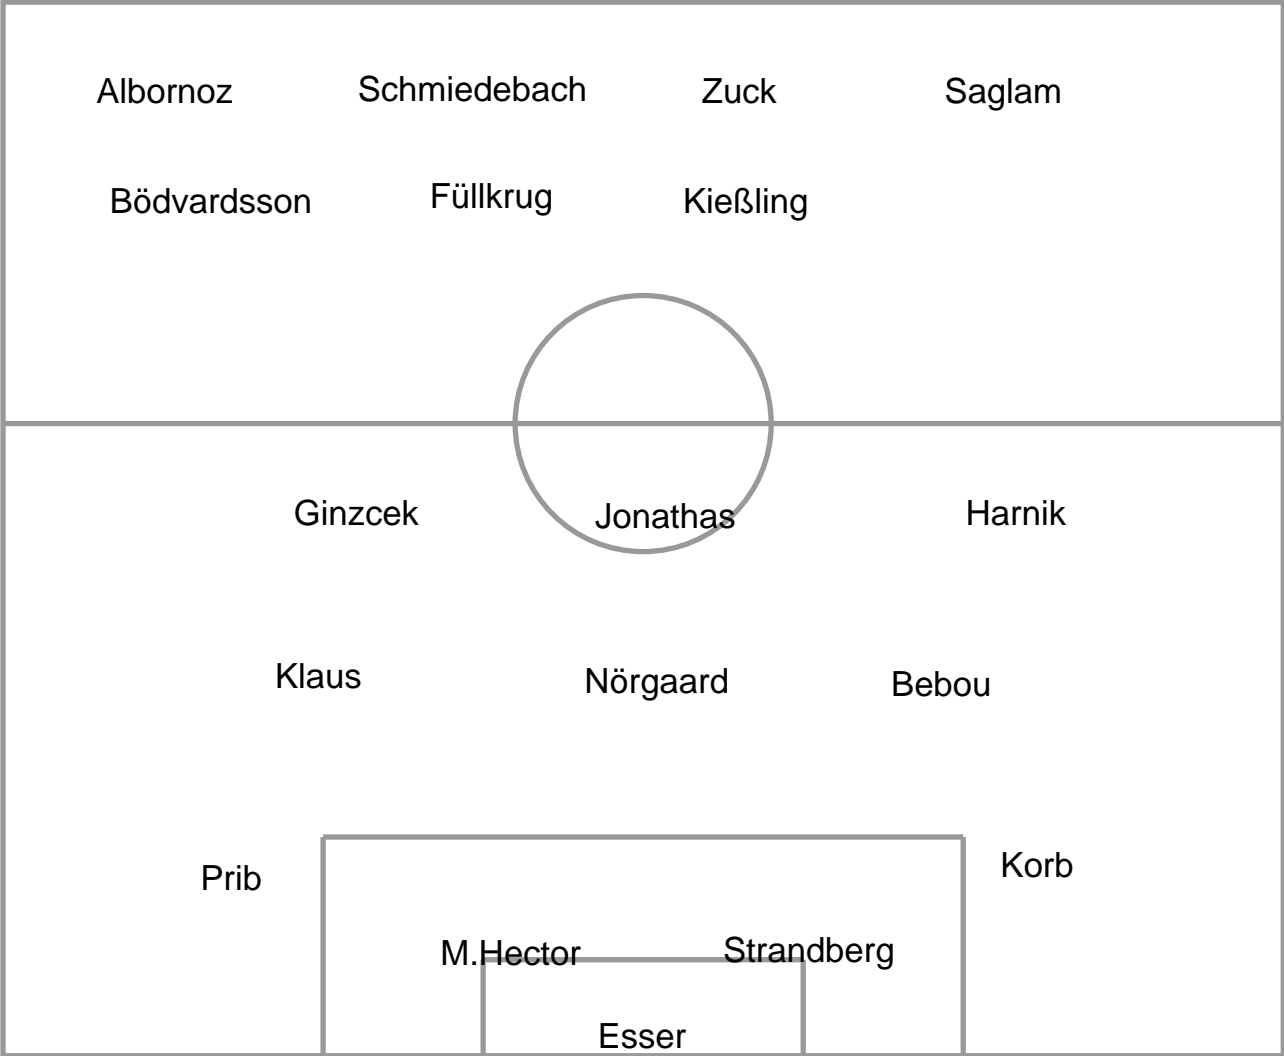 Albornoz Schmiedebach Zuck Saglam
Bödvardsson Füllkrug Kießling
Ginzcek Jonathas Harnik
Klaus Nörgaard Bebou
Prib Korb
M.Hector Strandberg
Esser